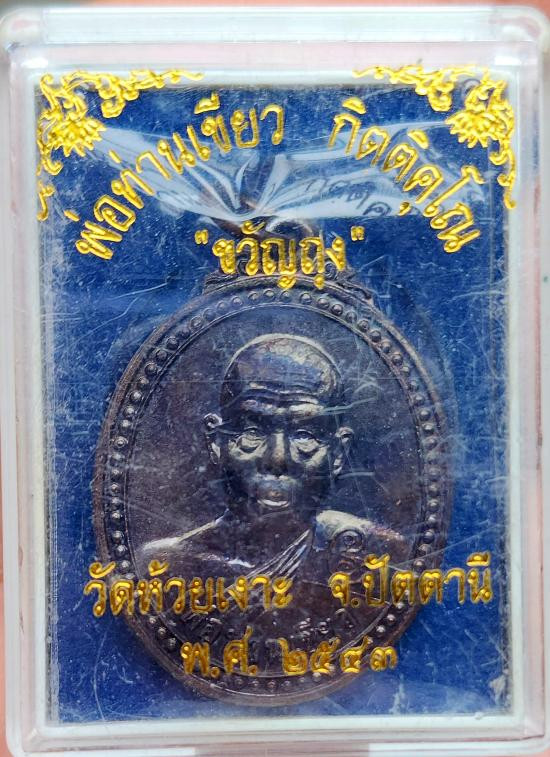 พ่อท่านเขียว กิตติคุโณ
"ขวัญถุง"
วัดห้วยเงาะ จ.ปัตตานี
พ.ศ. ๒๕๔๓